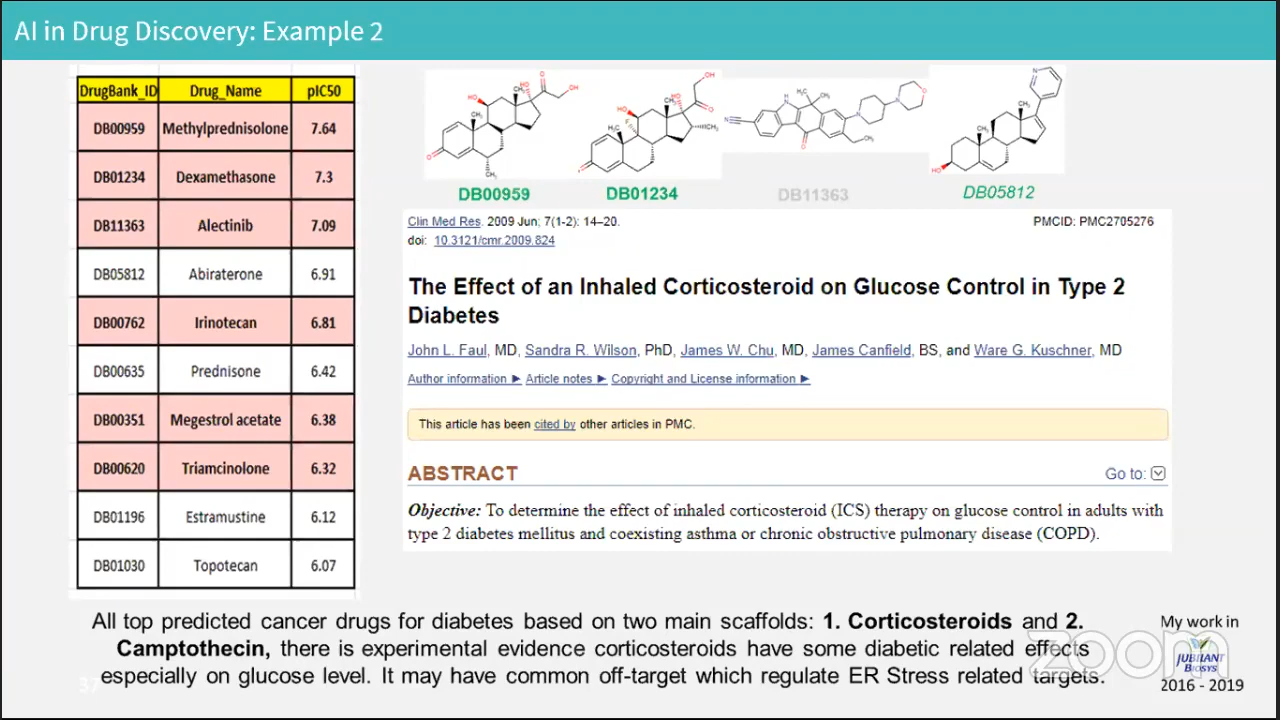 AI in Drug Discovery: Example 2
DrugBank_ID Drug_Name pIC50
DB00959 Methylprednisolone 7.64
DB01234 Dexamethasone 7.3
DB11363 Alectinib 7.09
DB05812 Abiraterone 6.91
DB00762 Irinotecan 6.81
DB00635 Prednisone 6.42
DB00351 Megestrol acetate 6.38
DB00620 Triamcinolone 6.32
DB01196 Estramustine 6.12
DB01030 Topotecan 6.07
DB00959 DB01234 DB11363 DB05812
Clin Med Res. 2009 Jun; 7(1-2): 14–20. PMCID: PMC2705276
doi: 10.3121/cmr.2009.824
The Effect of an Inhaled Corticosteroid on Glucose Control in Type 2
Diabetes
John L. Faul, MD, Sandra R. Wilson, PhD, James W. Chu, MD, James Canfield, BS, and Ware G. Kuschner, MD
Author information ► Article notes ► Copyright and License information ►
This article has been cited by other articles in PMC.
ABSTRACT Go to:
Objective: To determine the effect of inhaled corticosteroid (ICS) therapy on glucose control in adults with
type 2 diabetes mellitus and coexisting asthma or chronic obstructive pulmonary disease (COPD).
All top predicted cancer drugs for diabetes based on two main scaffolds: 1. Corticosteroids and 2.
Camptothecin, there is experimental evidence corticosteroids have some diabetic related effects
especially on glucose level. It may have common off-target which regulate ER Stress related targets.
My work in
JUBILANT
BIOSYS
2016 - 2019
zoom
37